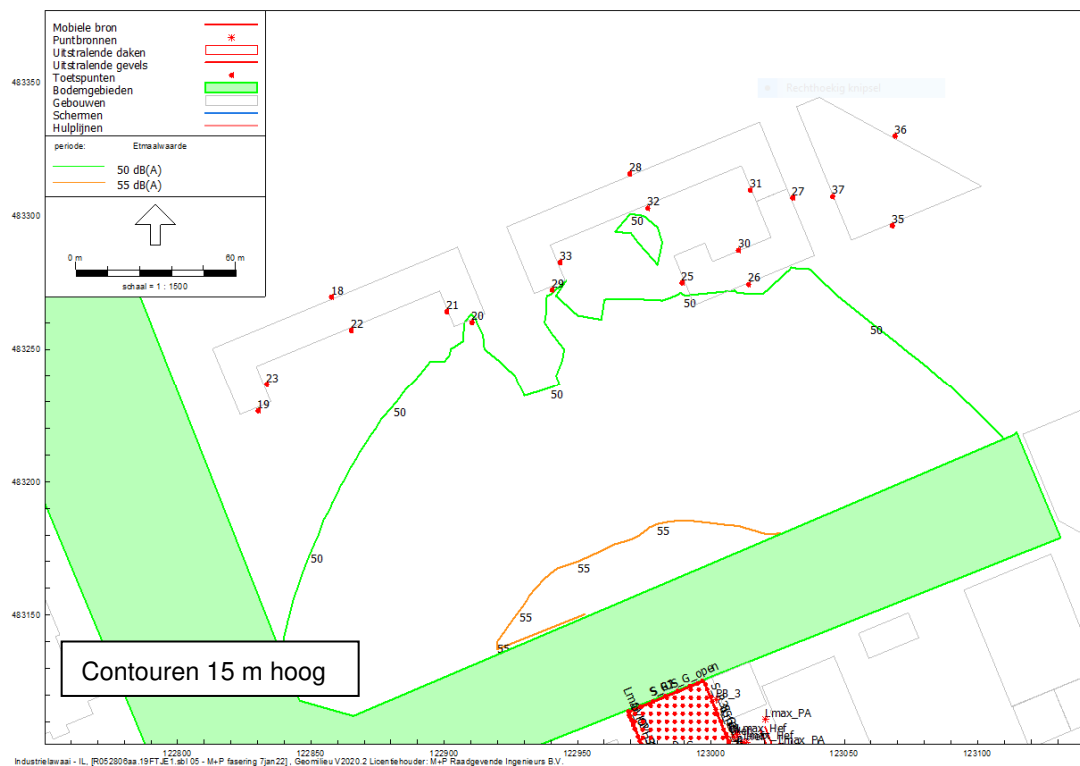 Mobiele bron
Puntbronnen
Uitstralende daken
Uitstralende gevels
Toetspunten
Bodemgebieden
Gebouwen
Schermen
Hulplijnen
periode: Etmaalwaarde
50 dB(A)
55 dB(A)
0 m 60 m
schaal = 1 : 1500
Rechthoekig knipsel
483350
483300
483250
483200
483150
36
28
31
27
37
32
35
50
30
33
25
26
29
50
18
21
22
20
50
23
19
50
50
50
55
55
55
55
Contouren 15 m hoog
G_open
PB_3
Lmax_PA
Hef
Lmax_PA
122800
122850
122900
122950
123000
123050
123100
Industrielawaai - IL, [R052806aa.19FTJE1.sbl 05 - M+P fasering 7jan22] , Geomilieu V2020.2 Licentiehouder: M+P Raadgevende Ingenieurs B.V.